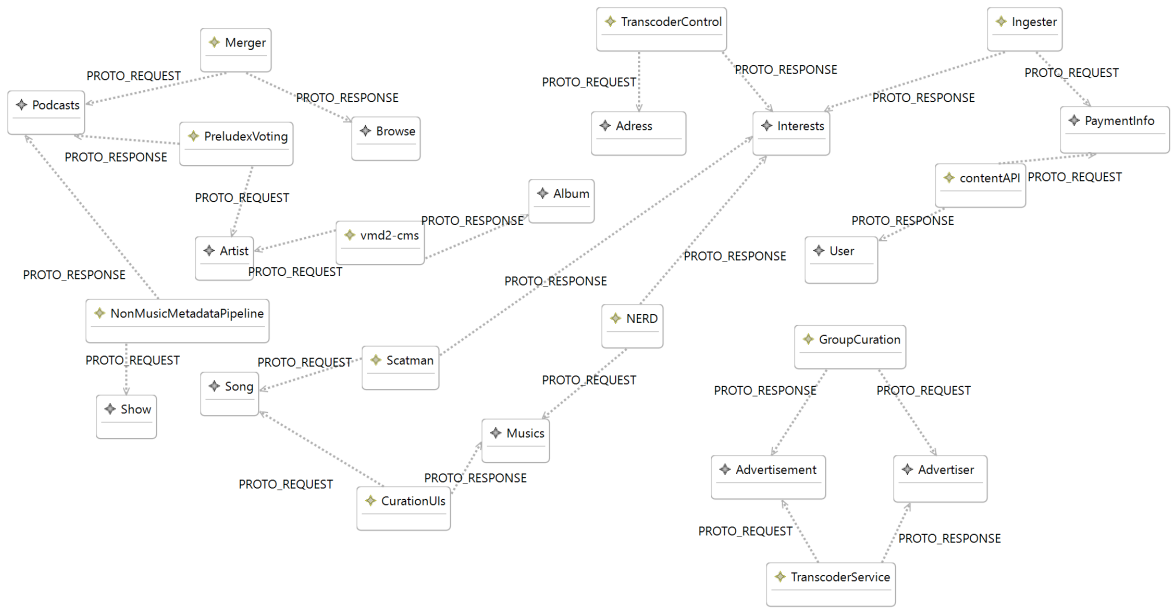 TranscoderControl
Ingester
Merger
PROTO_REQUEST
PROTO_RESPONSE
PROTO_REQUEST
PROTO_REQUEST
PROTO_RESPONSE
PROTO_RESPONSE
Podcasts
PaymentInfo
Adress
Interests
Browse
PreludexVoting
PROTO_RESPONSE
contentAPI
PROTO_REQUEST
PROTO_REQUEST
Album
PROTO_RESPONSE
PROTO_RESPONSE
vmd2-cms
Artist
User
PROTO_RESPONSE
PROTO_REQUEST
PROTO_RESPONSE
PROTO_RESPONSE
NonMusicMetadataPipeline
NERD
GroupCuration
PROTO_REQUEST
PROTO_REQUEST
Scatman
PROTO_REQUEST
Song
PROTO_RESPONSE
PROTO_REQUEST
Show
Musics
Advertisement
Advertiser
PROTO_RESPONSE
PROTO_REQUEST
CurationUIs
PROTO_REQUEST
PROTO_RESPONSE
TranscoderService